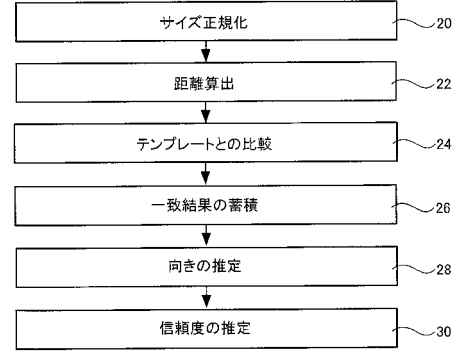 サイズ正規化 20
距離算出 22
テンプレートとの比較 24
一致結果の蓄積 26
向きの推定 28
信頼度の推定 30